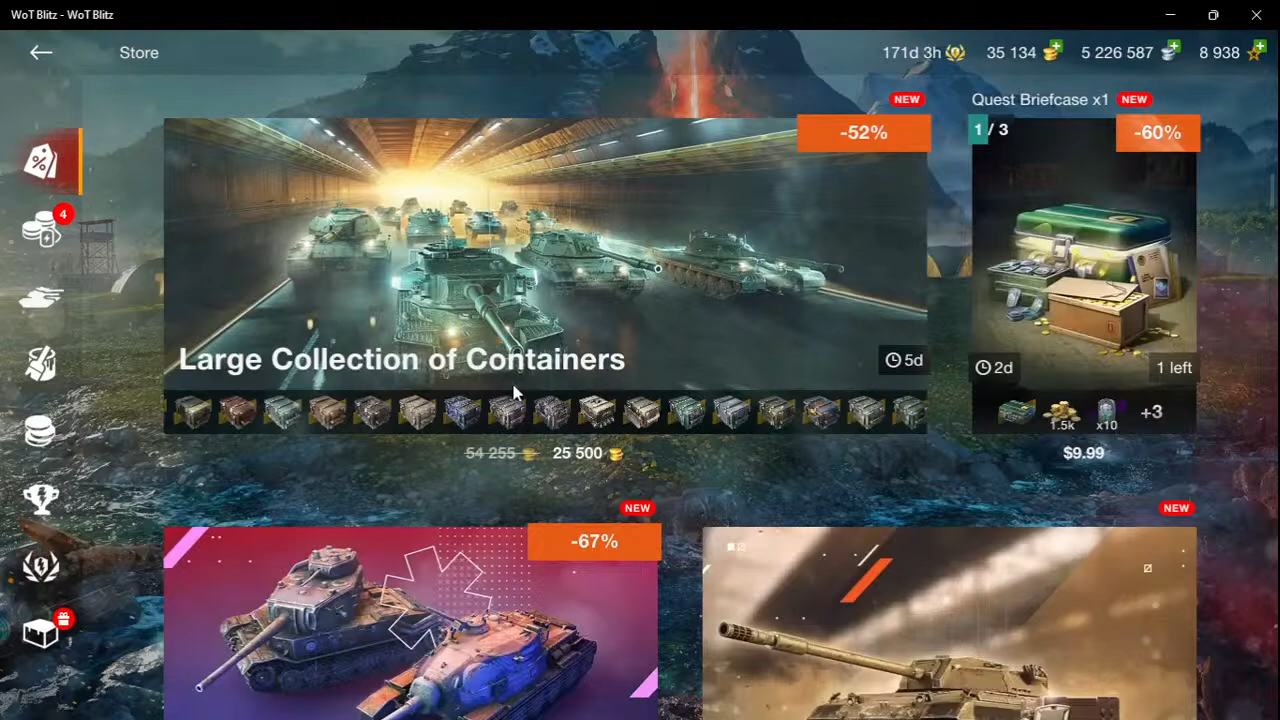 WoT Blitz - WoT Blitz
Store
171d 3h
35 134
5 226 587
8 938
NEW
-52%
Large Collection of Containers
5d
54 255
25 500
Quest Briefcase x1 NEW
1 / 3
-60%
2d
1 left
1.5k
x10
+3
$9.99
4
NEW
-67%
NEW